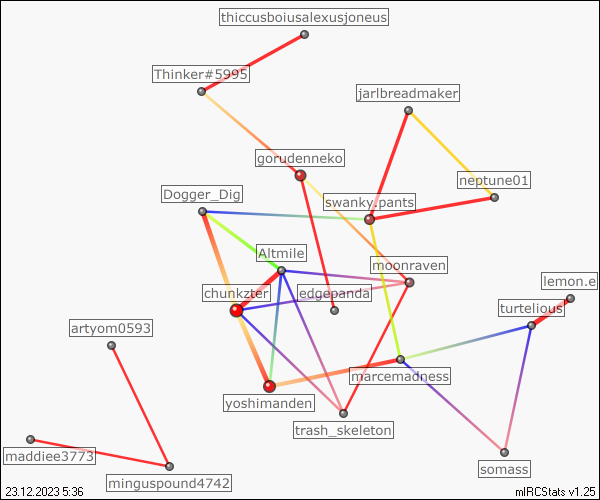 thiccusboiusalexusjoneus
Thinker#5995
jarlbreadmaker
gorudenneko
neptune01
Dogger_Dig
swanky.pants
Altmile
moonraven
lemon.e
chunkzter
edgepanda
turtelious
artyom0593
marcemadness
yoshimanden
trash_skeleton
maddiee3773
somass
minguspound4742
23.12.2023 5:36
mIRCStats v1.25